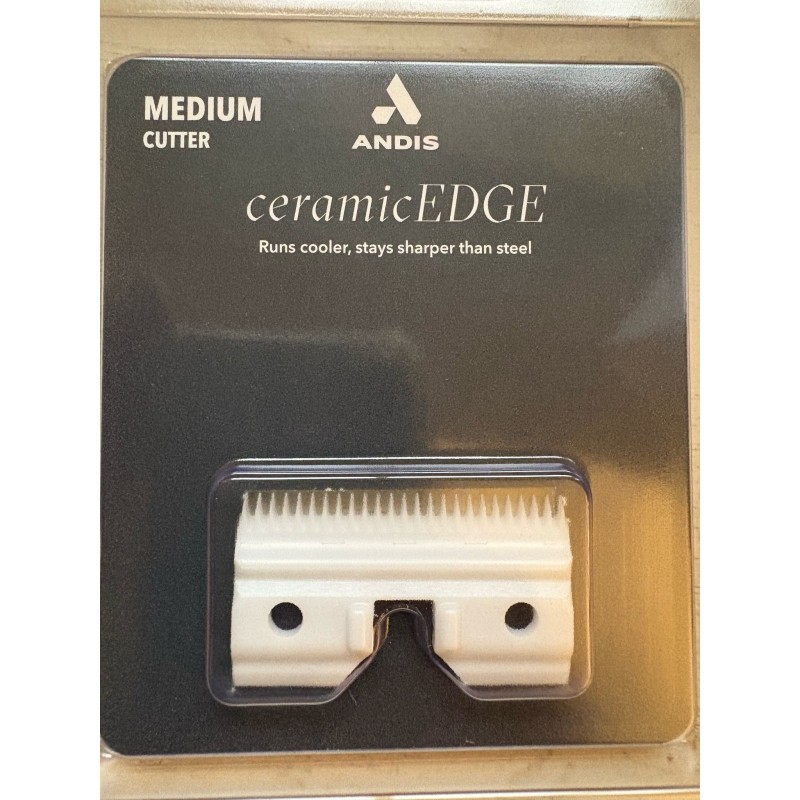 MEDIUM
CUTTER
ANDIS
ceramicEDGE
Runs cooler, stays sharper than steel